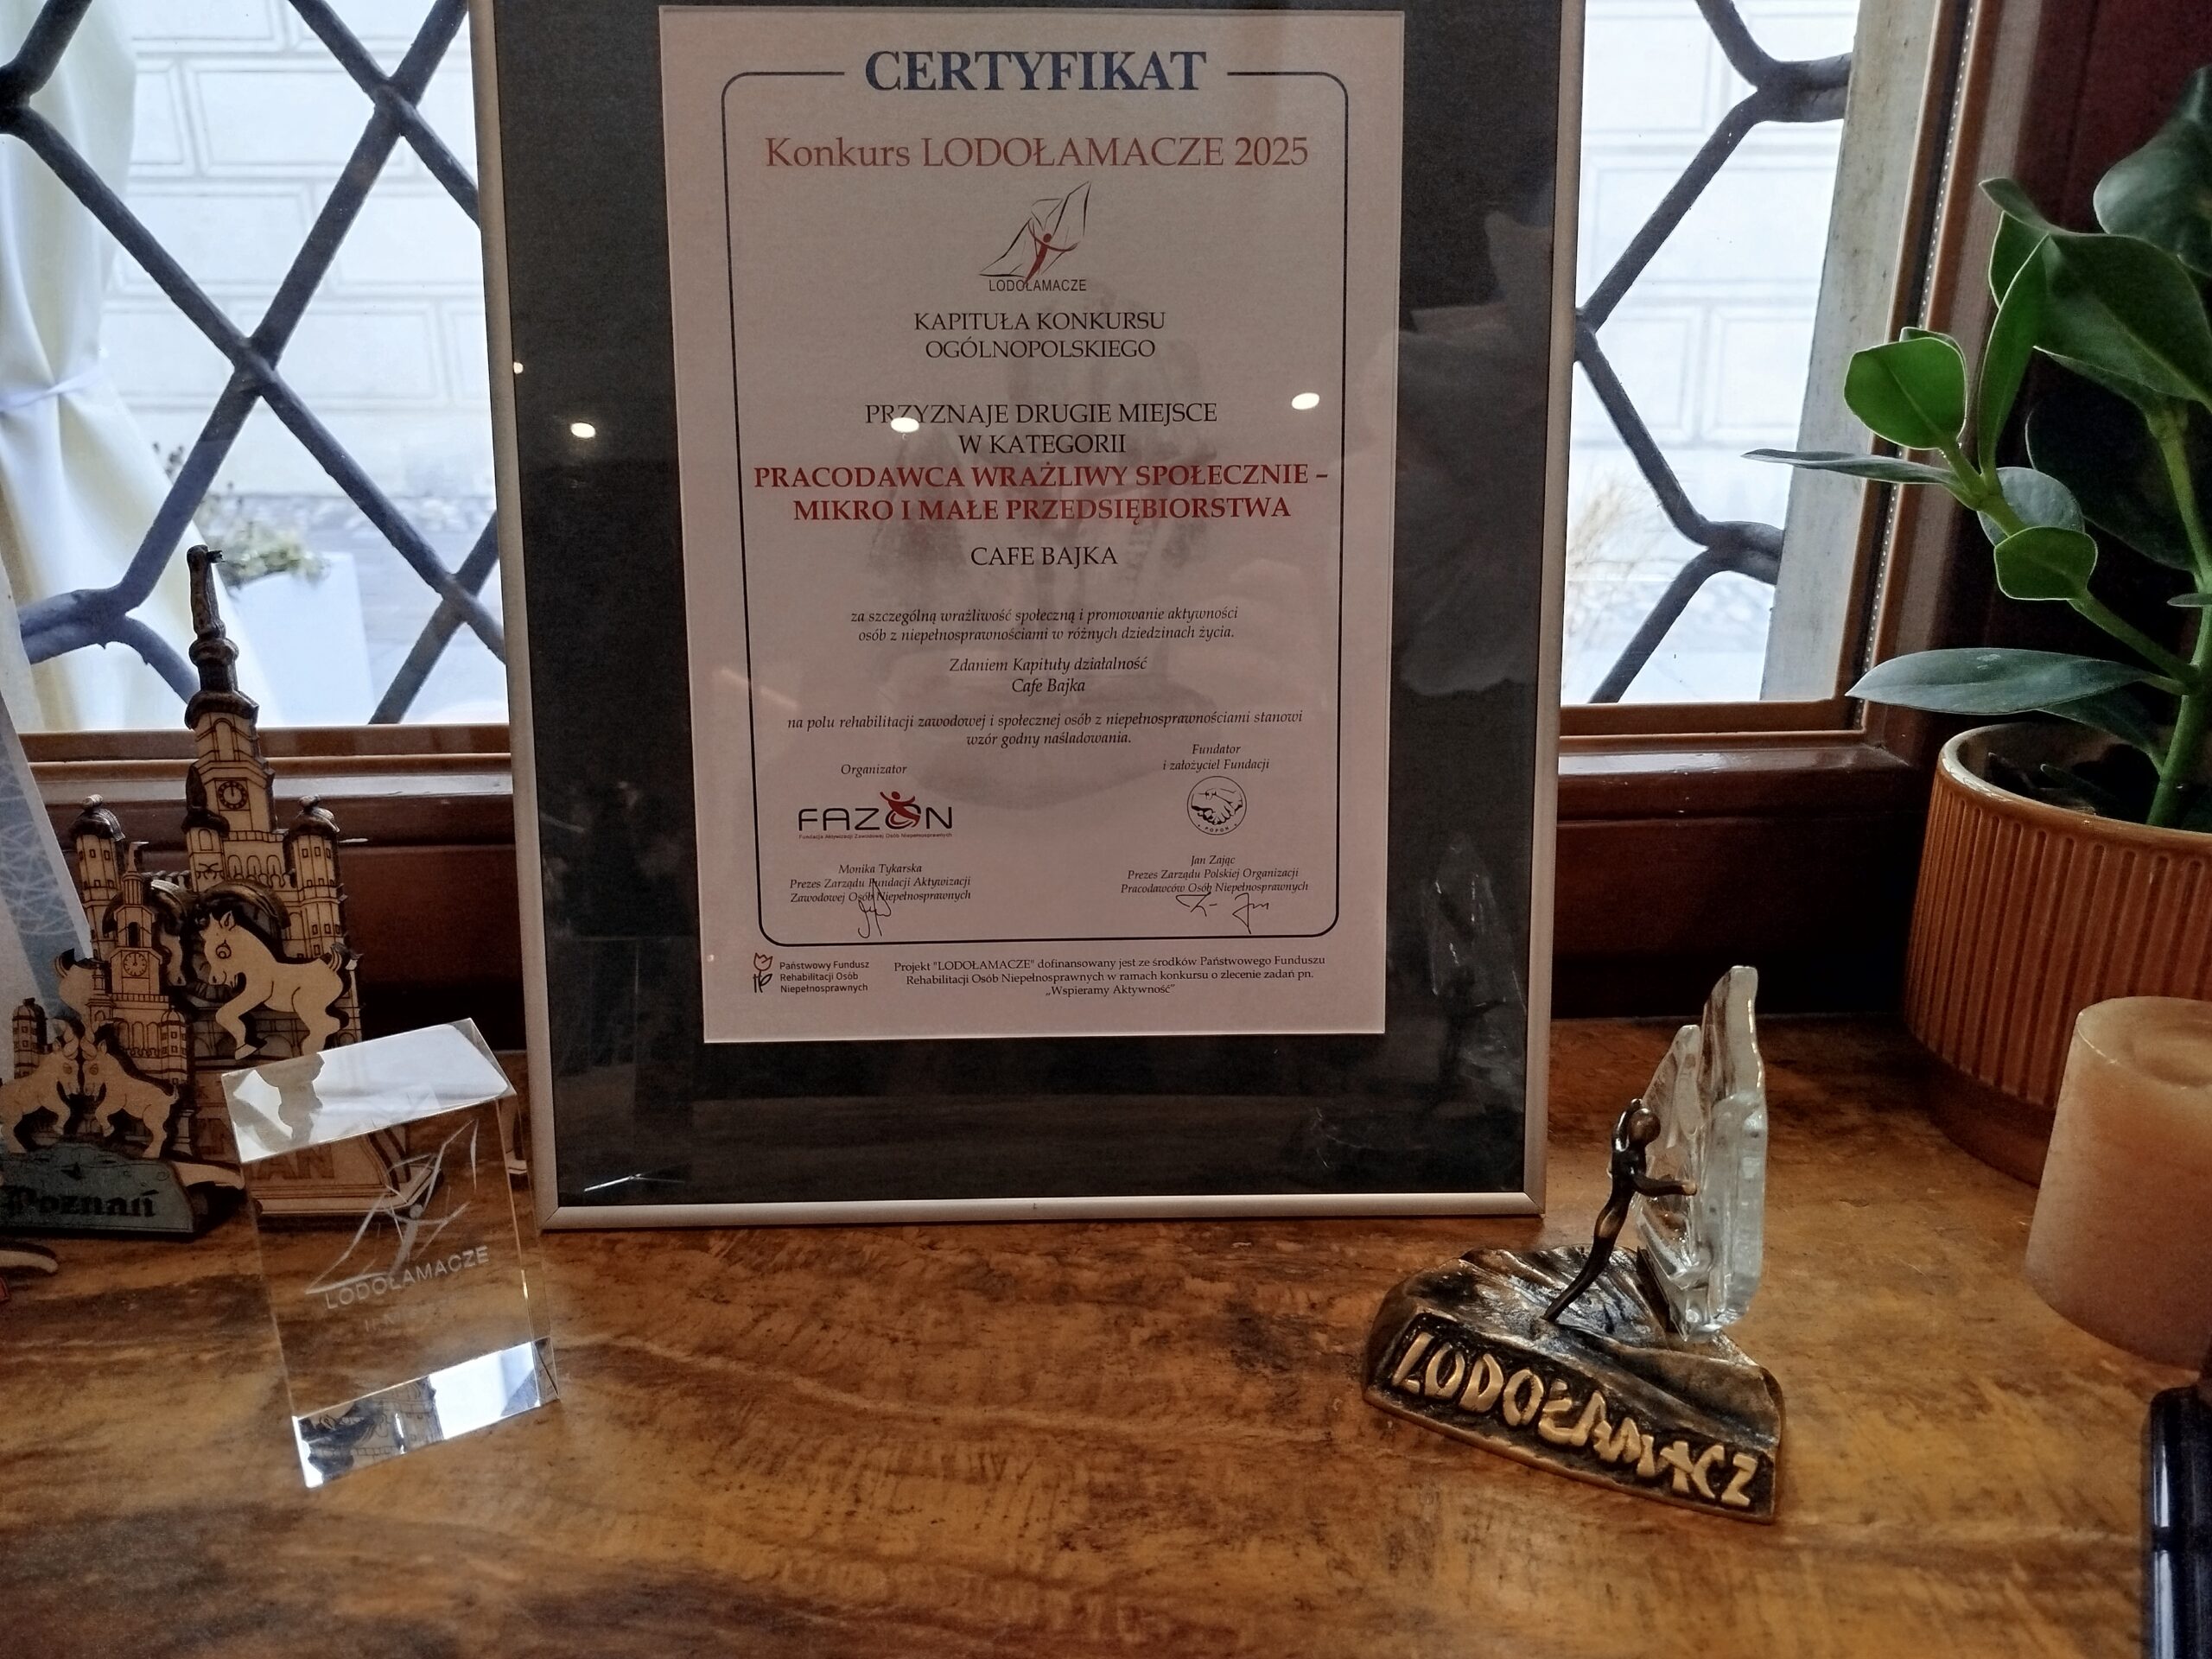 CERTYFIKAT
Konkurs LODOŁAMACZE 2025
LODOŁAMACZE
KAPITUŁA KONKURSU
OGÓLNOPOLSKIEGO
PRZYZNAJE DRUGIE MIEJSCE
W KATEGORII
PRACODAWCA WRAŻLIWY SPOŁECZNIE –
MIKRO I MAŁE PRZEDSIĘBIORSTWA
CAFE BAJKA
za szczególną wrażliwość społeczną i promowanie aktywności
osób z niepełnosprawnościami w różnych dziedzinach życia.
Zdaniem Kapituły działalność
Cafe Bajka
na polu rehabilitacji zawodowej i społecznej osób z niepełnosprawnościami stanowi
wzór godny naśladowania.
Organizator
FAZON
Fundacja Aktywizacji Zawodowej Osób Niepełnosprawnych
Monika Tykarska
Prezes Zarządu Fundacji Aktywizacji
Zawodowej Osób Niepełnosprawnych
Fundator
i założyciel Fundacji
Jan Zając
Prezes Zarządu Polskiej Organizacji
Pracodawców Osób Niepełnosprawnych
Państwowy Fundusz
Rehabilitacji Osób
Niepełnosprawnych
Projekt "LODOŁAMACZE" dofinansowany jest ze środków Państwowego Funduszu
Rehabilitacji Osób Niepełnosprawnych w ramach konkursu o zlecenie zadań pn.
„Wspieramy Aktywność"
Poznań
LODOŁAMACZE
LODOŁAMACZ